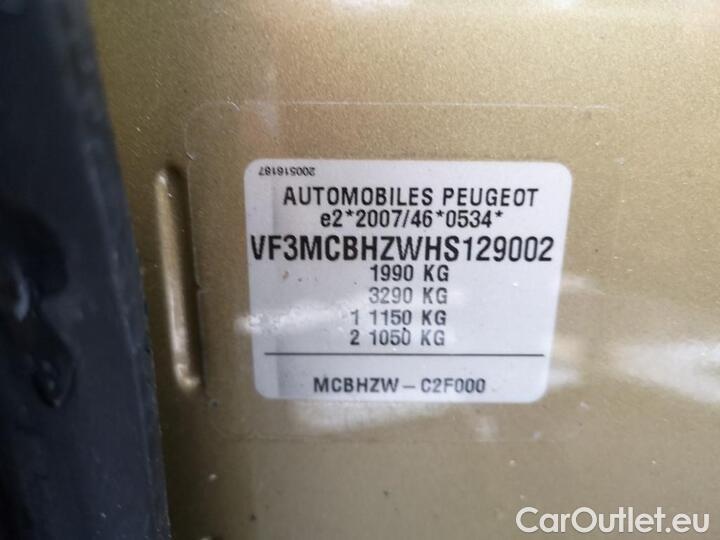 200516187
AUTOMOBILES PEUGEOT
e2*2007/46*0534*
VF3MCBHZWHS129002
1990 KG
3290 KG
1 1150 KG
2 1050 KG
MCBHZW – C2F000
CarOutlet.eu